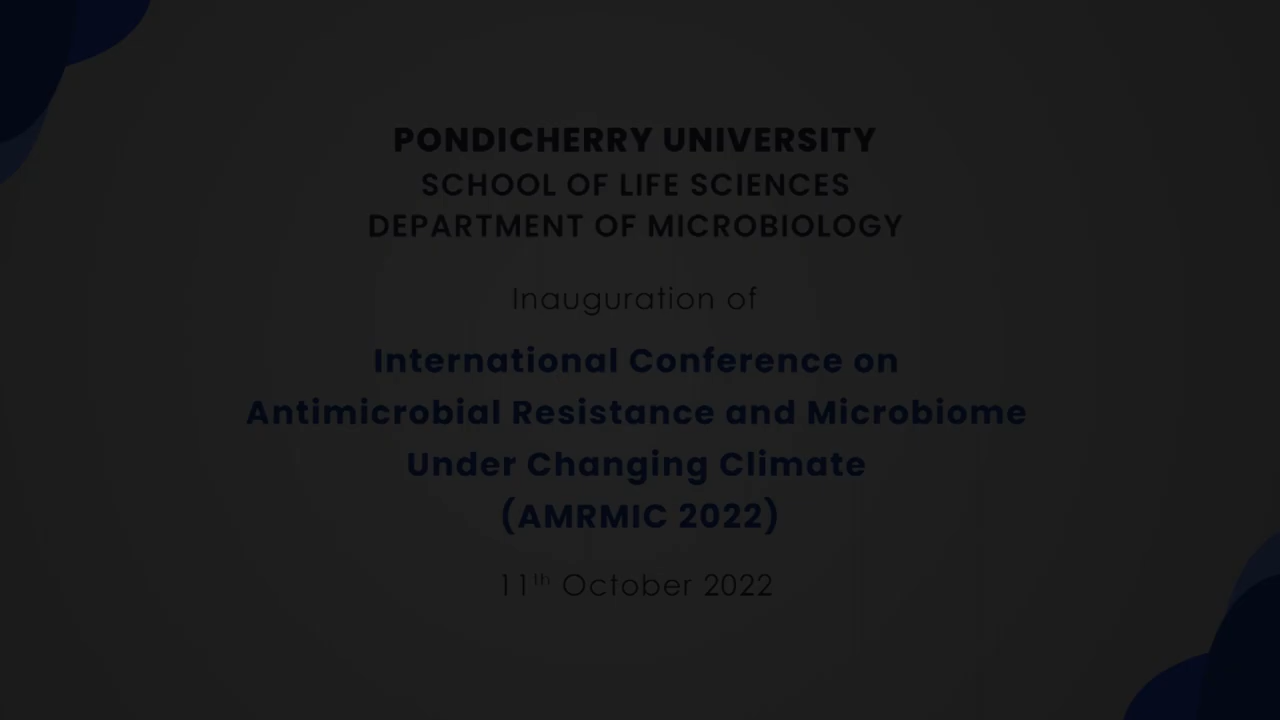 PONDICHERRY UNIVERSITY
SCHOOL OF LIFE SCIENCES
DEPARTMENT OF MICROBIOLOGY
Inauguration of
International Conference on
Antimicrobial Resistance and Microbiome
Under Changing Climate
(AMRMIC 2022)
11th October 2022